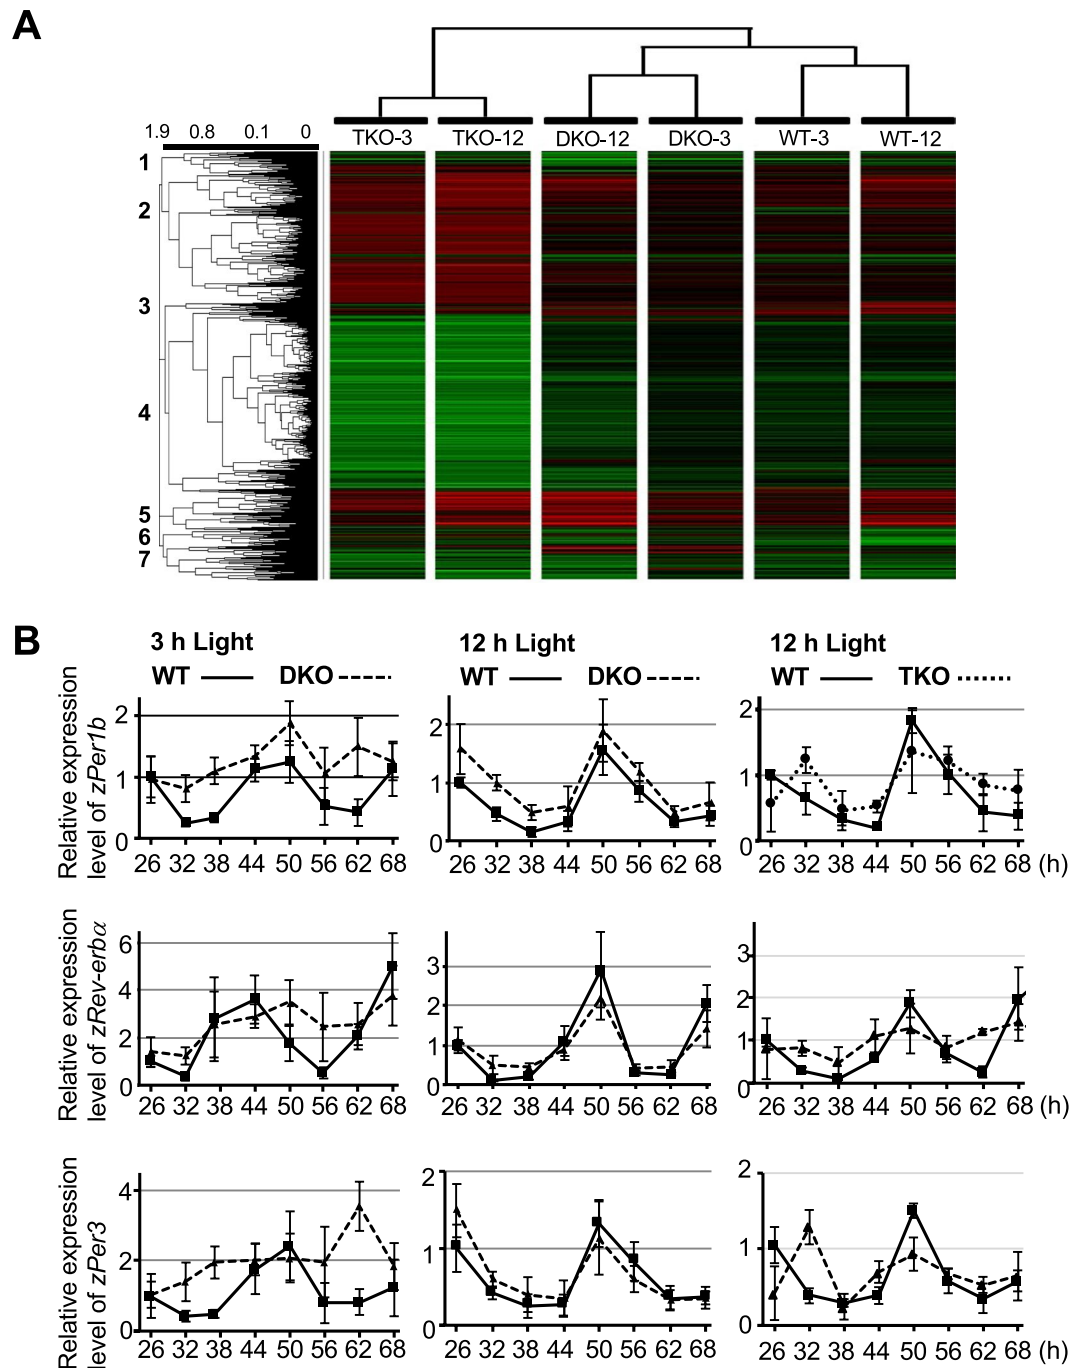 A
1.9 0.8 0.1 0
TKO-3 TKO-12 DKO-12 DKO-3 WT-3 WT-12
1
2
3
4
5
6
7
B
3 h Light 12 h Light 12 h Light
WT DKO WT DKO WT TKO
Relative expression
level of zPer1b
2 2 2
1 1 1
0 0 0
26 32 38 44 50 56 62 68 26 32 38 44 50 56 62 68 26 32 38 44 50 56 62 68 (h)
Relative expression
level of zRev-erbα
6 3 3
4 2 2
2 1 1
0 0 0
26 32 38 44 50 56 62 68 26 32 38 44 50 56 62 68 26 32 38 44 50 56 62 68 (h)
Relative expression
level of zPer3
4 2 2
2 1 1
0 0 0
26 32 38 44 50 56 62 68 26 32 38 44 50 56 62 68 26 32 38 44 50 56 62 68 (h)